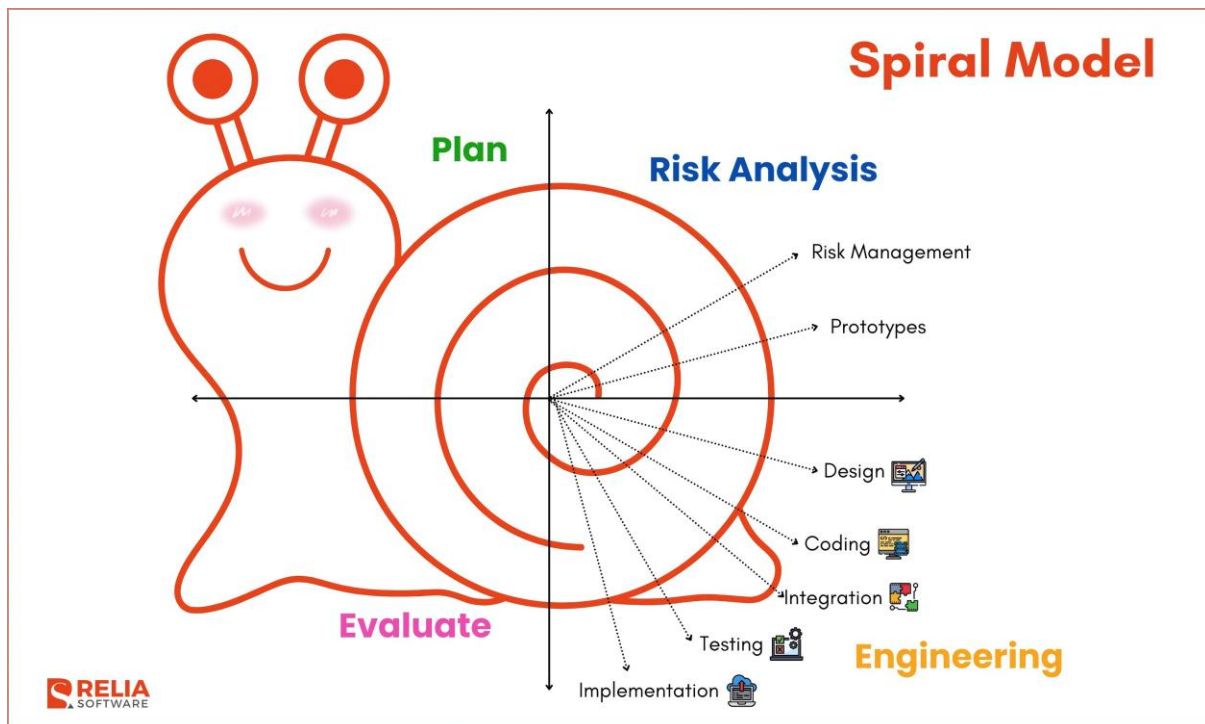 Spiral Model
Plan
Risk Analysis
Risk Management
Prototypes
Design
Coding
Integration
Testing
Implementation
Evaluate
Engineering
RELIA
SOFTWARE